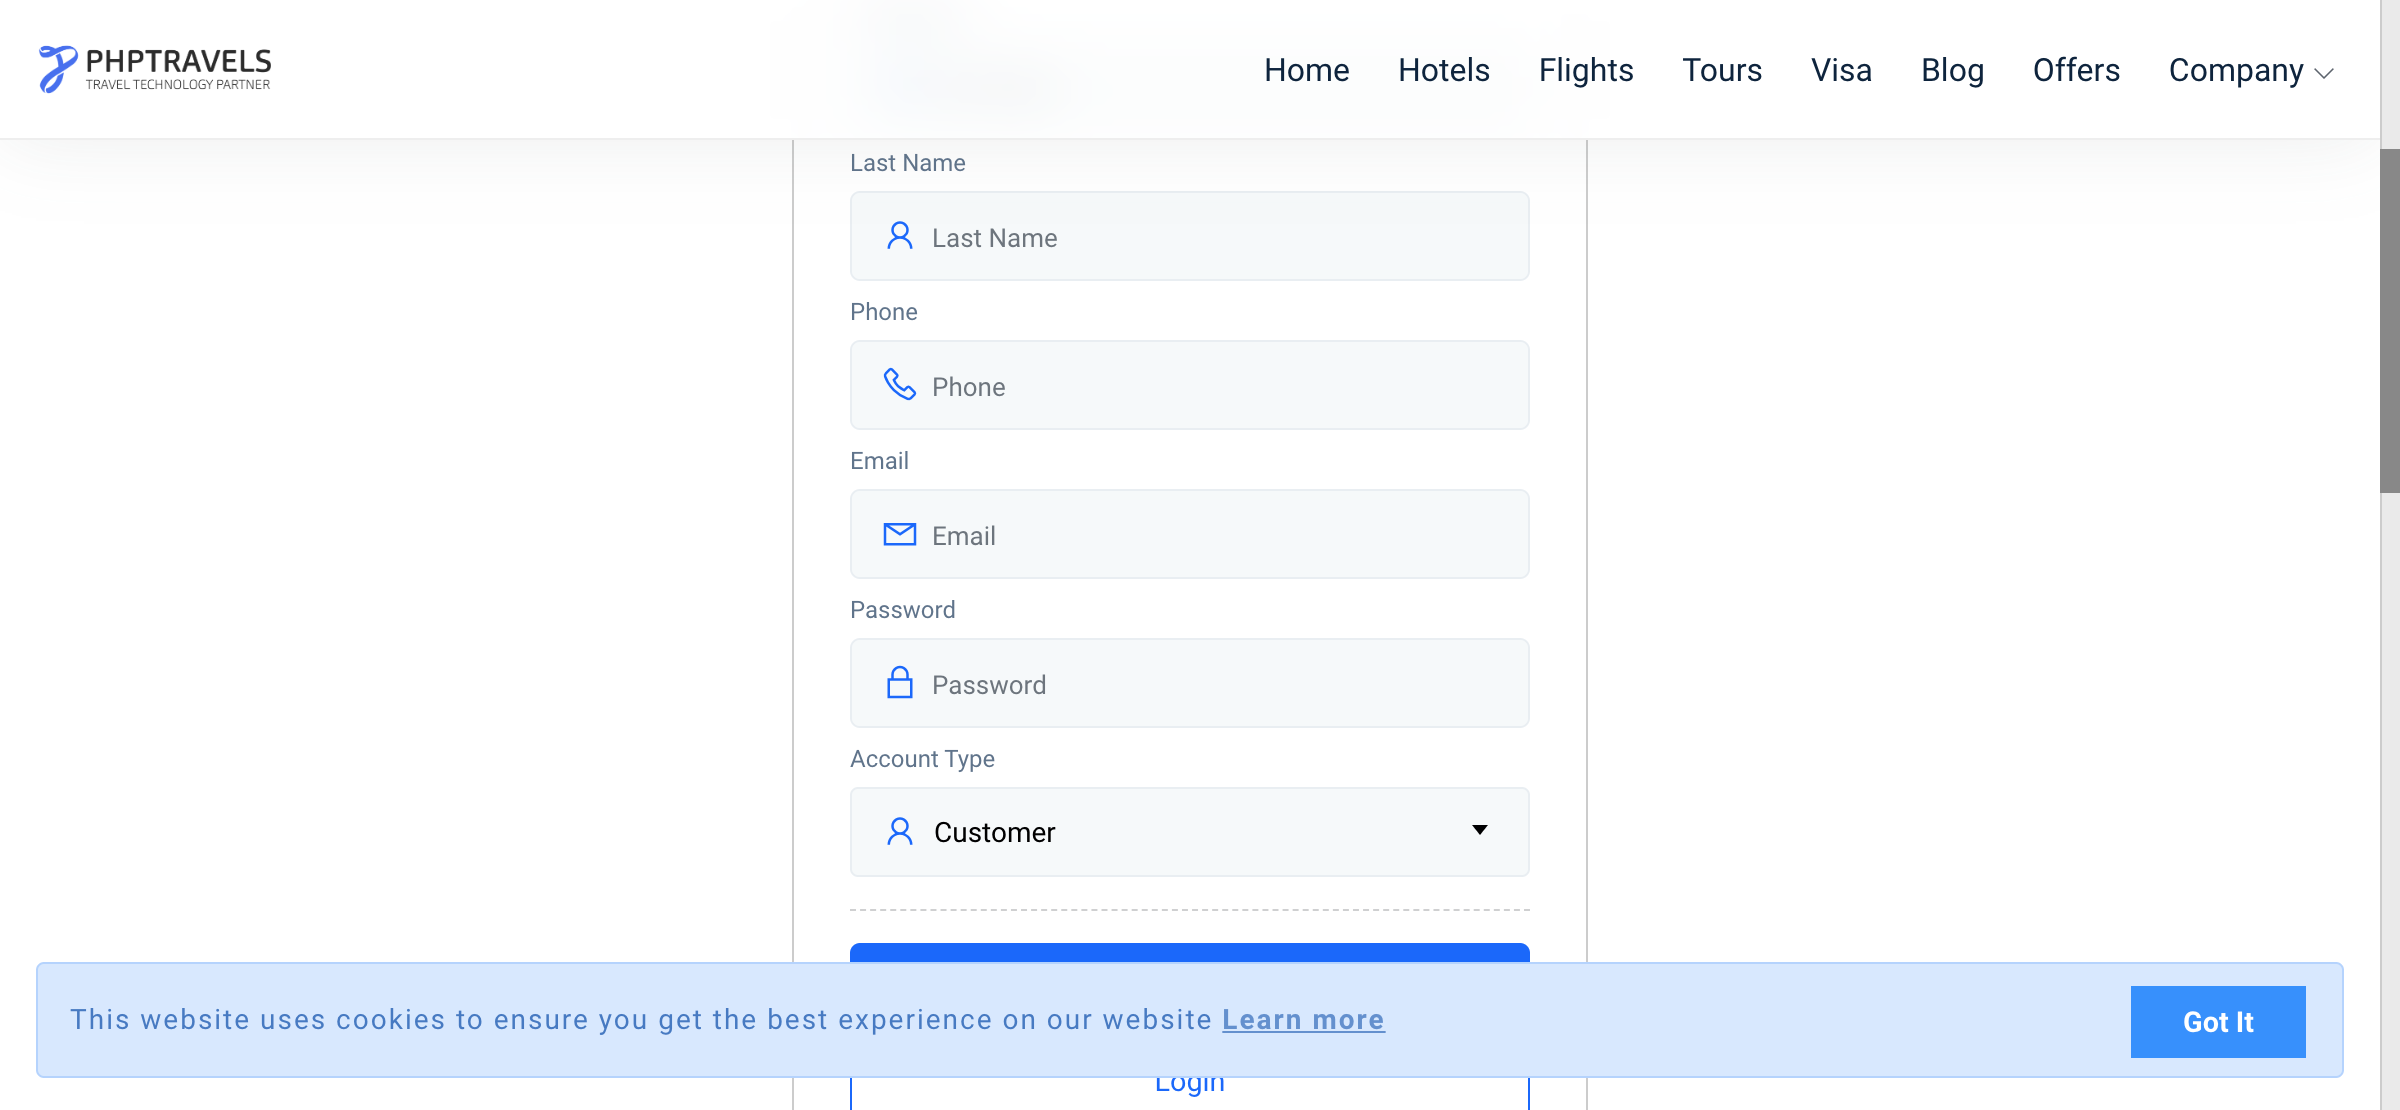 PHPTRAVELS
TRAVEL TECHNOLOGY PARTNER
Home Hotels Flights Tours Visa Blog Offers Company
Last Name
Last Name
Phone
Phone
Email
Email
Password
Password
Account Type
Customer
This website uses cookies to ensure you get the best experience on our website Learn more
Got It
Login